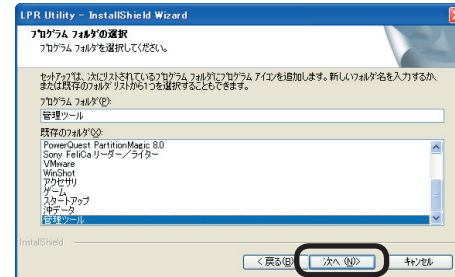 LPR Utility - InstallShield Wizard
プログラム フォルダの選択
プログラム フォルダを選択してください。
セットアップは、次にリストされているプログラム フォルダにプログラム アイコンを追加します。新しいフォルダ名を入力するか、
または既存のフォルダ リストから1つを選択することもできます。
プログラム フォルダ(P):
管理ツール
既存のフォルダ(X):
PowerQuest PartitionMagic 8.0
Sony FeliCa リーダー／ライター
VMware
WinShot
アクセサリ
ゲーム
スタートアップ
沖データ
管理ツール
InstallShield
< 戻る(B)
次へ (N)>
キャンセル